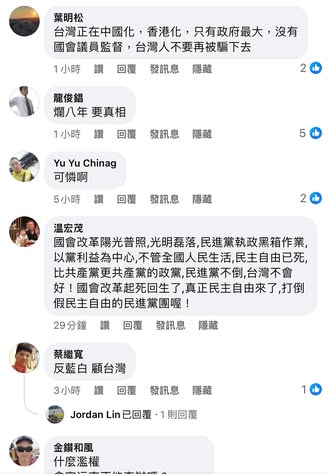 葉明松
台灣正在中國化，香港化，只有政府最大，沒有
國會議員監督，台灣人不要再被騙下去
1小時 讚 回覆 發訊息 隱藏 2
龍俊錩
爛八年 要真相
1小時 讚 回覆 發訊息 隱藏 5
Yu Yu Chinag
可憐啊
5小時 讚 回覆 發訊息 隱藏 2
溫宏茂
國會改革陽光普照,光明磊落,民進黨執政黑箱作業,
以黨利益為中心,不管全國人民生活,民主自由已死,
比共產黨更共產黨的政黨,民進黨不倒,台灣不會
好！國會改革起死回生了,真正民主自由來了,打倒
假民主自由的民進黨團喔！
29分鐘 讚 回覆 發訊息 隱藏
蔡繼寬
反藍白 顧台灣
3小時 讚 回覆 發訊息 隱藏 1
Jordan Lin 已回覆 · 1則回覆
金鑽和風
什麼濫權